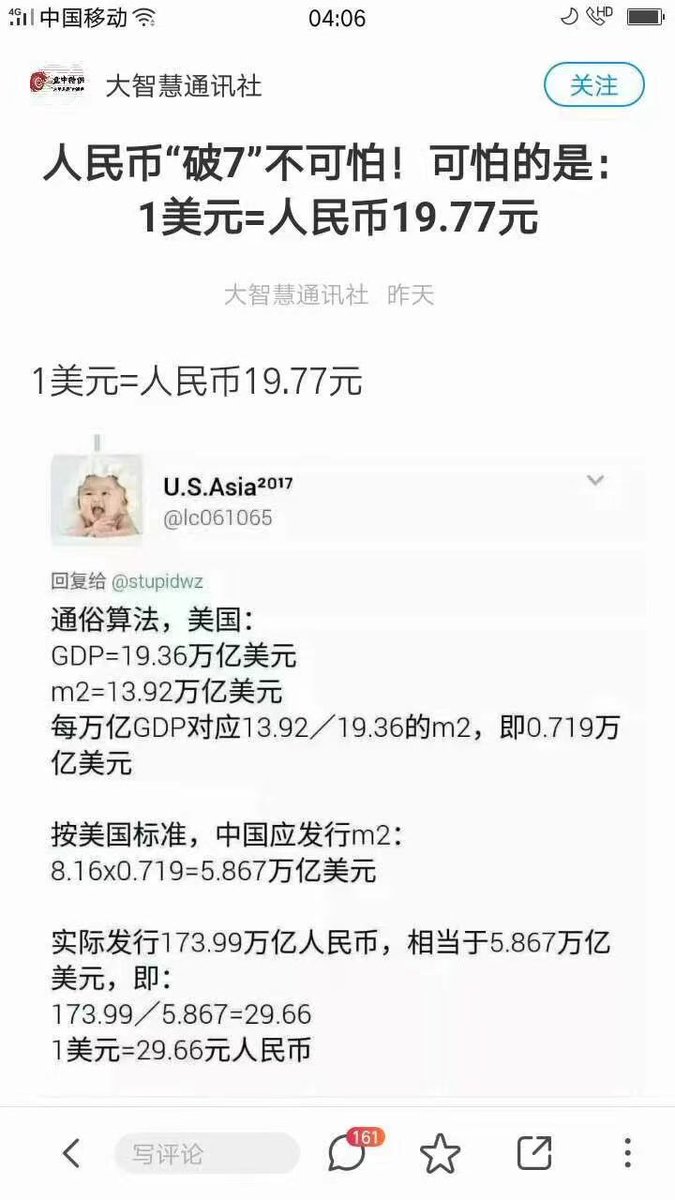 4G 中国移动 04:06 HD
大智慧通讯社 关注
人民币“破7”不可怕！可怕的是：
1美元=人民币19.77元
大智慧通讯社 昨天
1美元=人民币19.77元
U.S.Asia²⁰¹⁷
@lc061065
回复给 @stupidwz
通俗算法，美国：
GDP=19.36万亿美元
m2=13.92万亿美元
每万亿GDP对应13.92／19.36的m2，即0.719万
亿美元
按美国标准，中国应发行m2：
8.16x0.719=5.867万亿美元
实际发行173.99万亿人民币，相当于5.867万亿
美元，即：
173.99／5.867=29.66
1美元=29.66元人民币
写评论 161